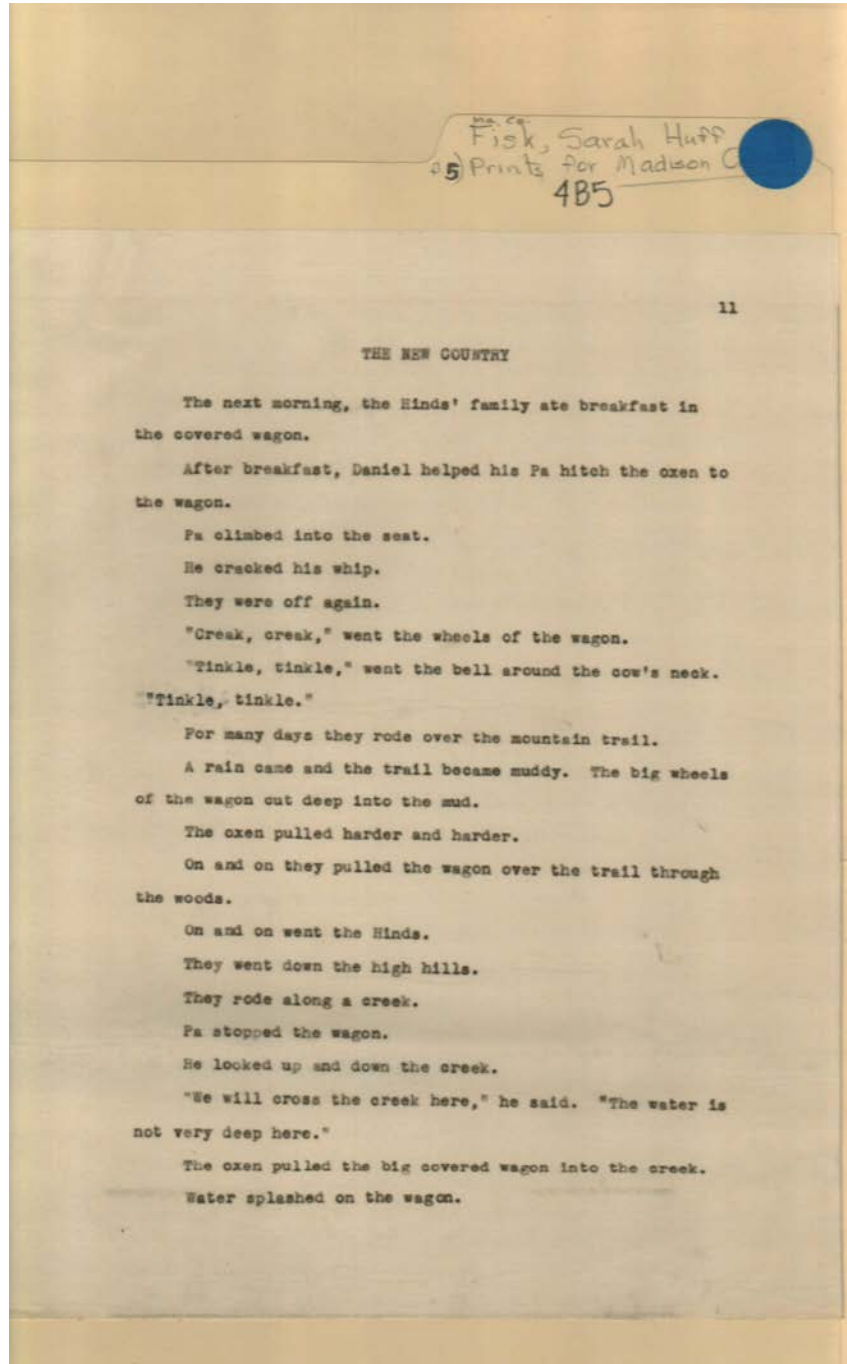 Ma. Co.
Fisk, Sarah Huff
5) Prints for Madison C
4B5
11
THE NEW COUNTRY
The next morning, the Hinds' family ate breakfast in
the covered wagon.
After breakfast, Daniel helped his Pa hitch the oxen to
the wagon.
Pa climbed into the seat.
He cracked his whip.
They were off again.
"Creak, creak," went the wheels of the wagon.
"Tinkle, tinkle," went the bell around the cow's neck.
"Tinkle, tinkle."
For many days they rode over the mountain trail.
A rain came and the trail became muddy. The big wheels
of the wagon cut deep into the mud.
The oxen pulled harder and harder.
On and on they pulled the wagon over the trail through
the woods.
On and on went the Hinds.
They went down the high hills.
They rode along a creek.
Pa stopped the wagon.
He looked up and down the creek.
"We will cross the creek here," he said. "The water is
not very deep here."
The oxen pulled the big covered wagon into the creek.
Water splashed on the wagon.